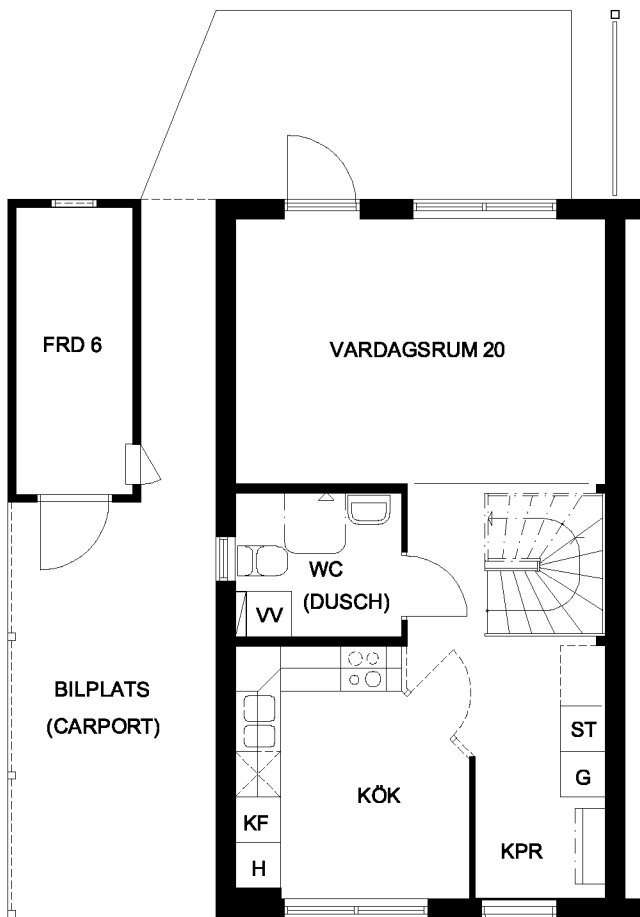 FRD 6
VARDAGSRUM 20
WC
(DUSCH)
VV
BILPLATS
(CARPORT)
ST
G
KÖK
KF
H
KPR